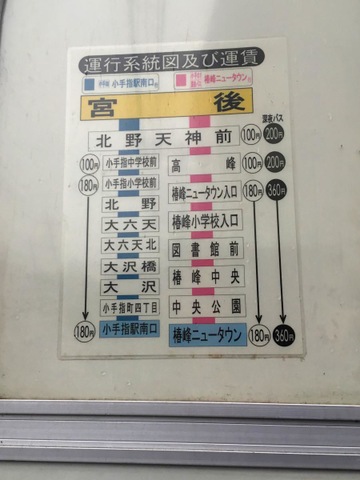 運行系統図及び運賃
小手指駅南口 椿峰ニュータウン
宮後
深夜バス
北野天神前 100円 200円
100円 小手指中学校前 高峰 100円 200円
180円 小手指小学校前 椿峰ニュータウン入口 180円 360円
北野 椿峰小学校入口
大六天 図書館前
大六天北 椿峰中央
大沢橋 中央公園
大沢
小手指町四丁目
180円 小手指駅南口 椿峰ニュータウン 180円 360円